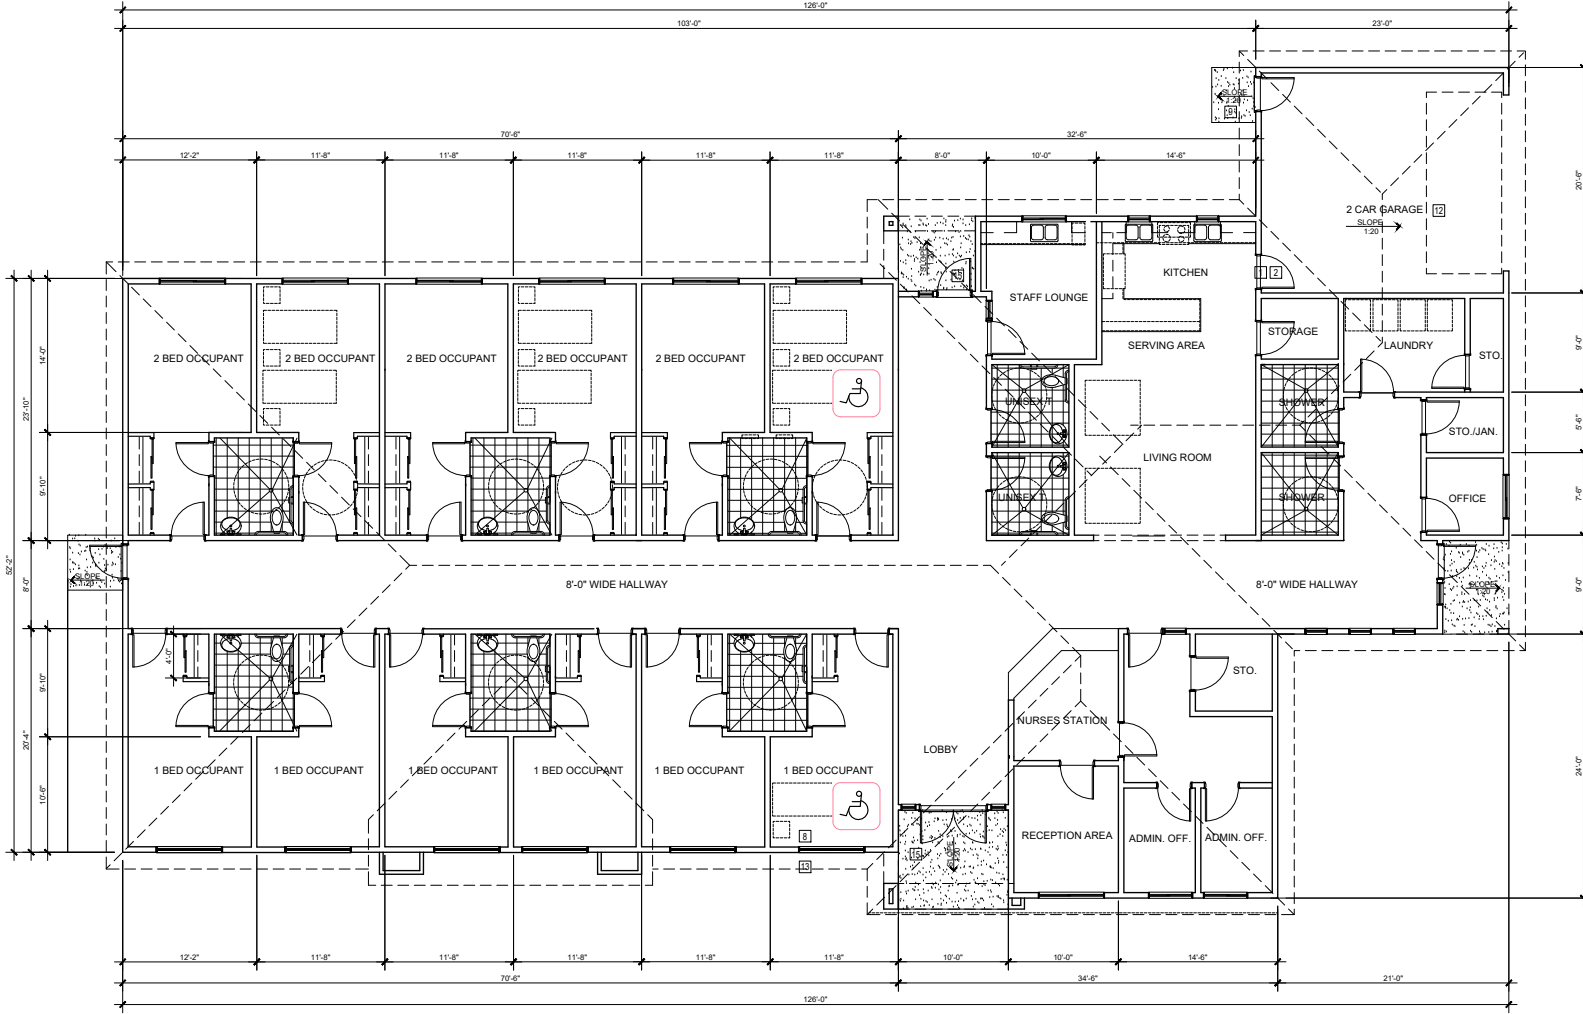 126'-0"
103'-0"
23'-0"
70'-6"
32'-6"
12'-2"
11'-8"
11'-8"
11'-8"
11'-8"
11'-8"
8'-0"
10'-0"
14'-6"
SLOPE
1:20
9
20'-6"
2 CAR GARAGE
12
SLOPE
1:20
SLOPE
1:20
KITCHEN
1
2
STAFF LOUNGE
STORAGE
SERVING AREA
LAUNDRY
STO.
9'-0"
2 BED OCCUPANT
2 BED OCCUPANT
2 BED OCCUPANT
2 BED OCCUPANT
2 BED OCCUPANT
2 BED OCCUPANT
14'-0"
23'-10"
UNISEX T
SHOWER
STO./JAN.
5'-6"
LIVING ROOM
9'-10"
UNISEX T
SHOWER
OFFICE
7'-6"
52'-2"
SLOPE
1:20
8'-0"
8'-0" WIDE HALLWAY
8'-0" WIDE HALLWAY
SLOPE
1:20
9'-0"
4'-0"
9'-10"
STO.
20'-4"
NURSES STATION
LOBBY
1 BED OCCUPANT
1 BED OCCUPANT
1 BED OCCUPANT
1 BED OCCUPANT
1 BED OCCUPANT
1 BED OCCUPANT
24'-0"
10'-6"
8
13
15
SLOPE
1:20
RECEPTION AREA
ADMIN. OFF.
ADMIN. OFF.
12'-2"
11'-8"
11'-8"
11'-8"
11'-8"
11'-8"
10'-0"
10'-0"
14'-6"
70'-6"
34'-6"
21'-0"
126'-0"